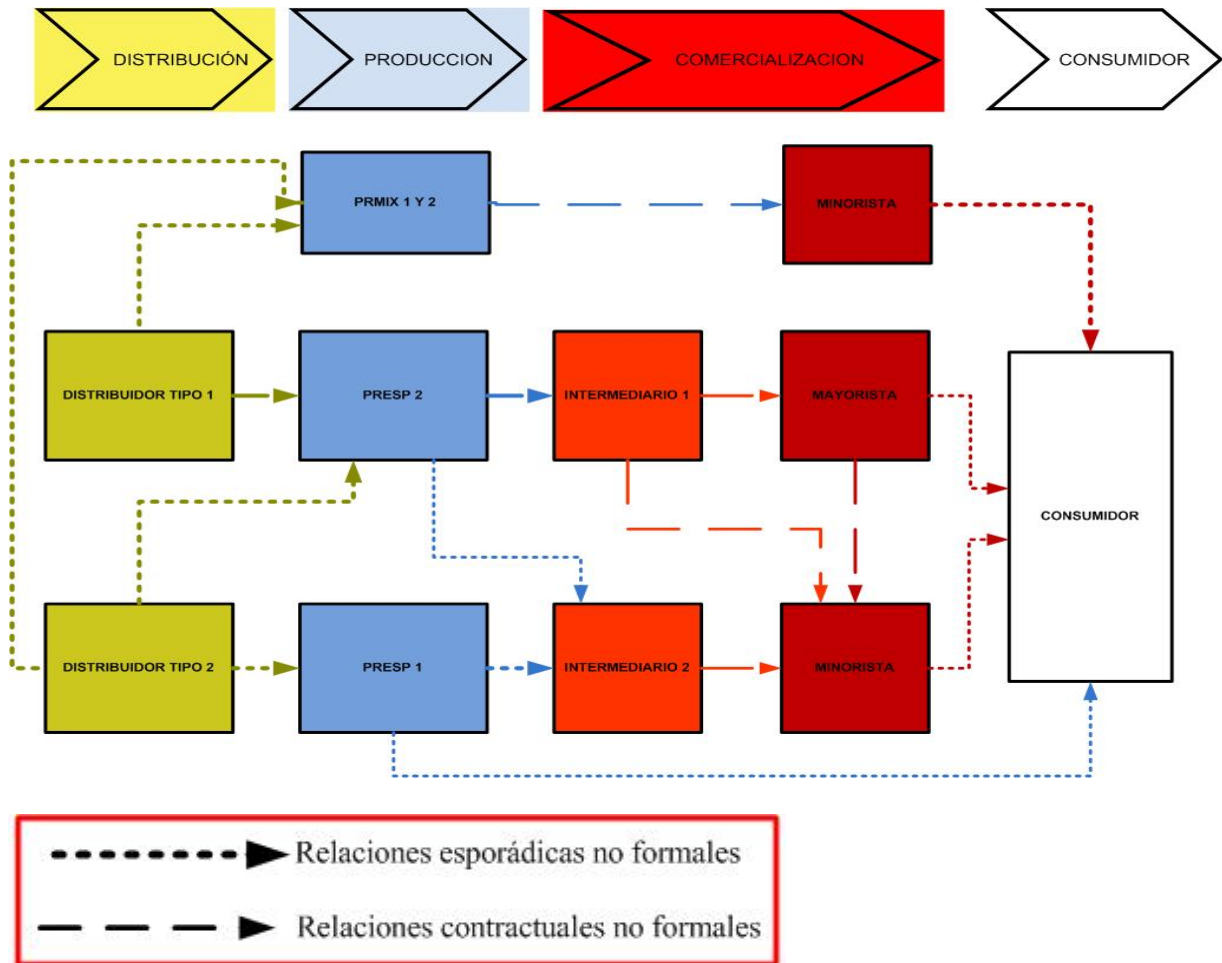 DISTRIBUCIÓN
PRODUCCION
COMERCIALIZACION
CONSUMIDOR
PRMIX 1 Y 2
MINORISTA
DISTRIBUIDOR TIPO 1
PRESP 2
INTERMEDIARIO 1
MAYORISTA
CONSUMIDOR
DISTRIBUIDOR TIPO 2
PRESP 1
INTERMEDIARIO 2
MINORISTA
Relaciones esporádicas no formales
Relaciones contractuales no formales